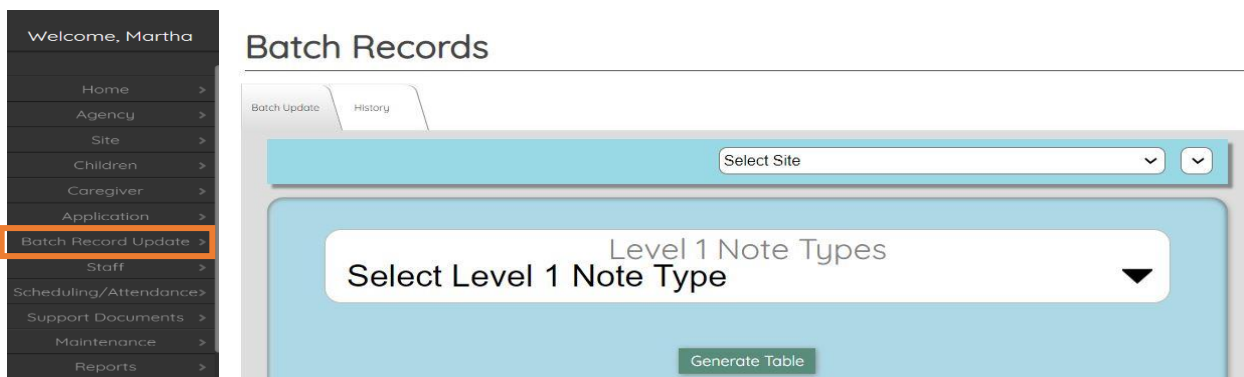 Welcome, Martha
Home >
Agency >
Site >
Children >
Caregiver >
Application >
Batch Record Update >
Staff >
Scheduling/Attendance>
Support Documents >
Maintenance >
Reports >
Batch Records
Batch Update
History
Select Site
Level 1 Note Types
Select Level 1 Note Type
Generate Table